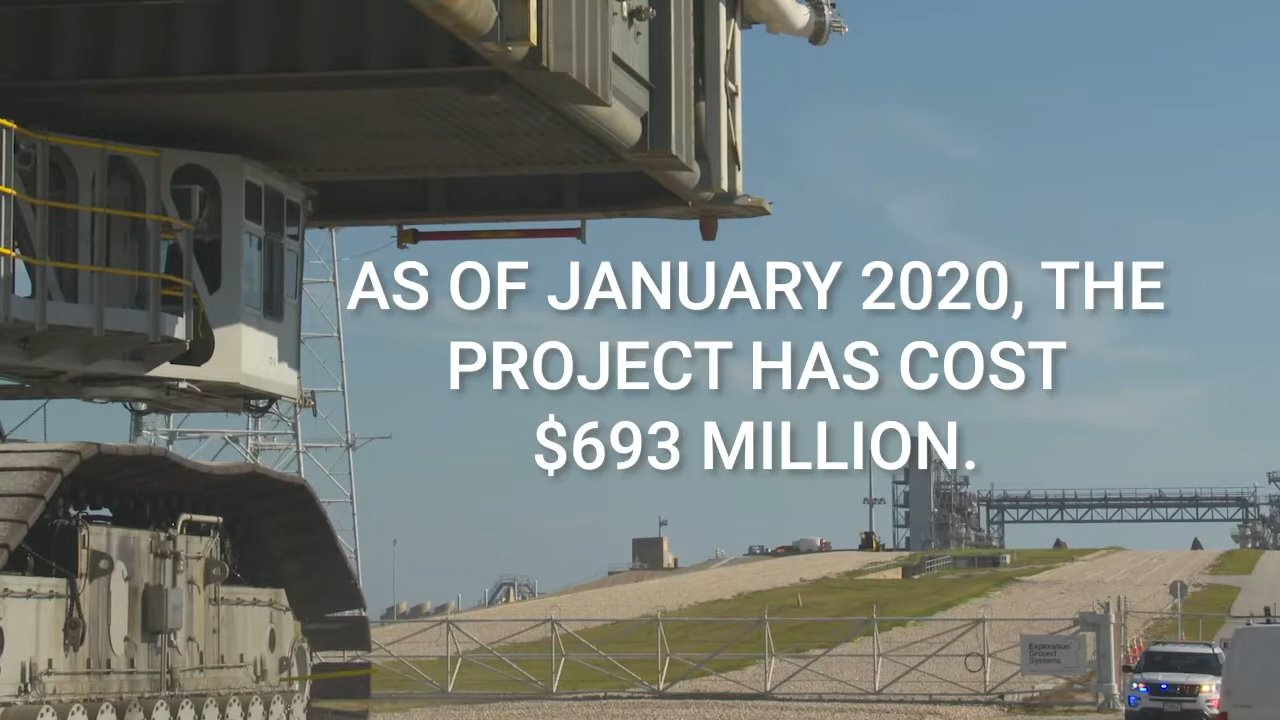 AS OF JANUARY 2020, THE
PROJECT HAS COST
$693 MILLION.
Exploration
Ground
Systems